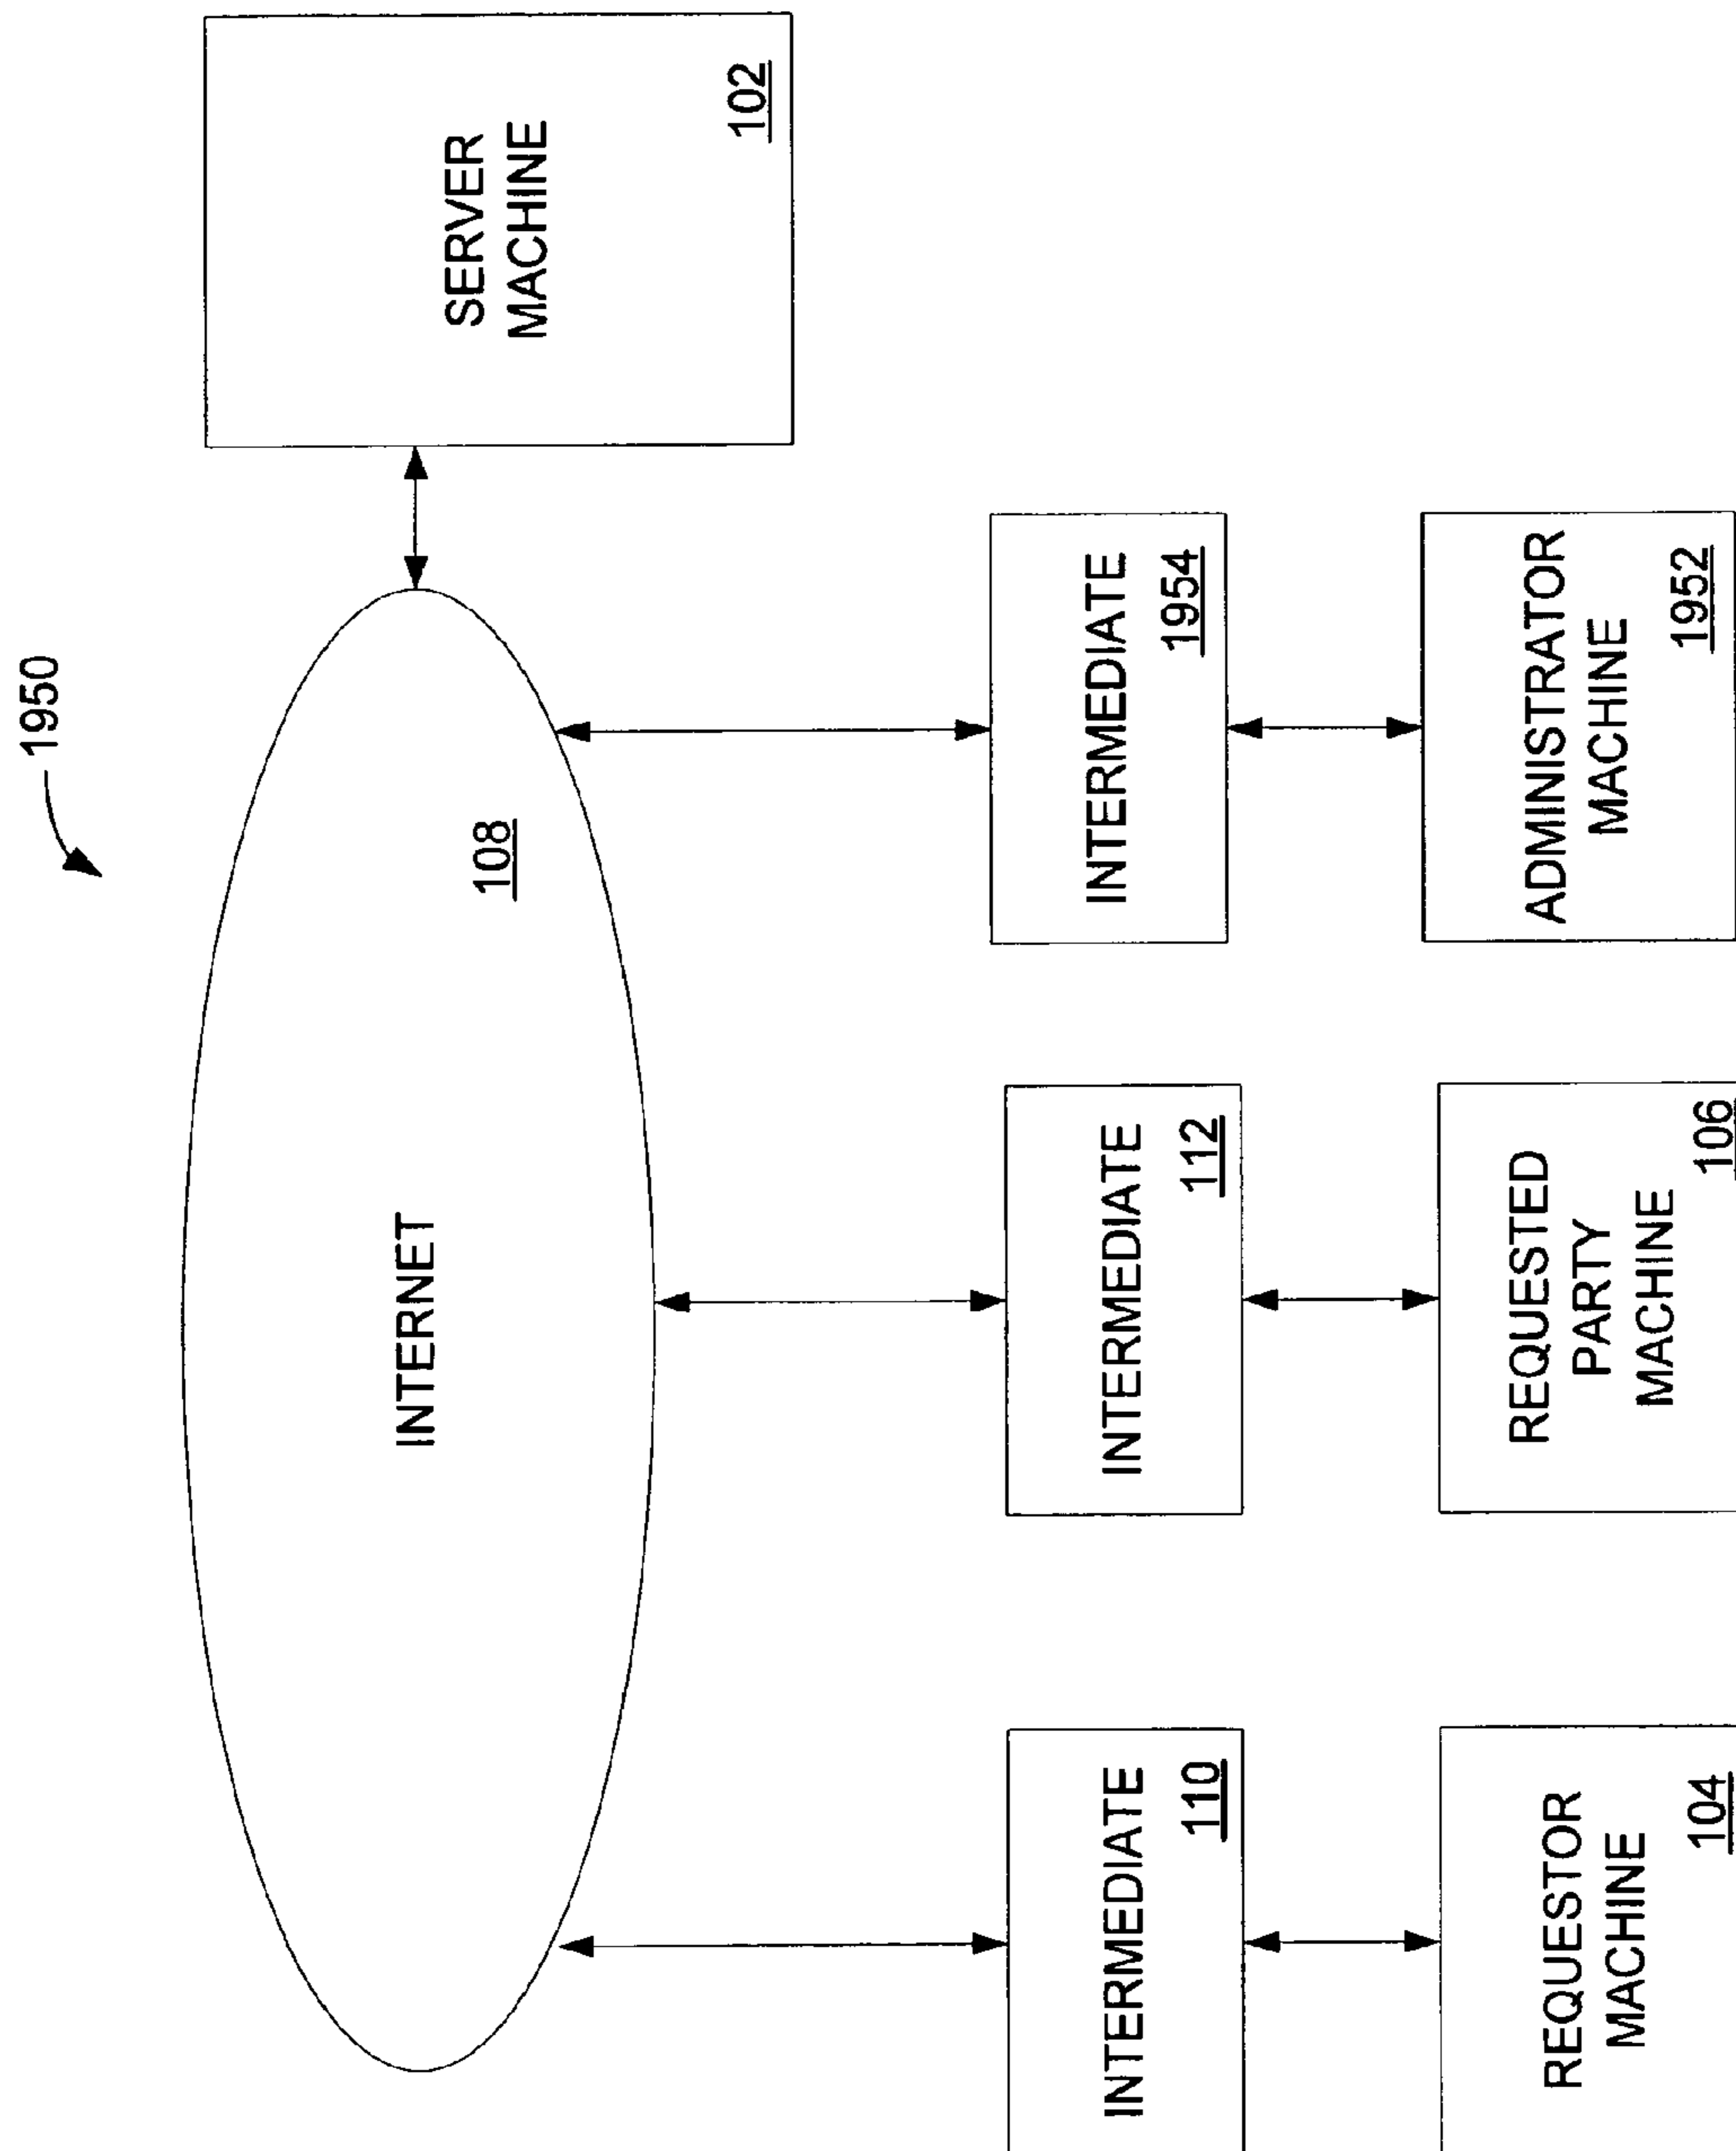 1950
INTERNET
108
SERVER
MACHINE
102
INTERMEDIATE
110
INTERMEDIATE
112
INTERMEDIATE
1954
REQUESTOR
MACHINE
104
REQUESTED
PARTY
MACHINE
106
ADMINISTRATOR
MACHINE
1952